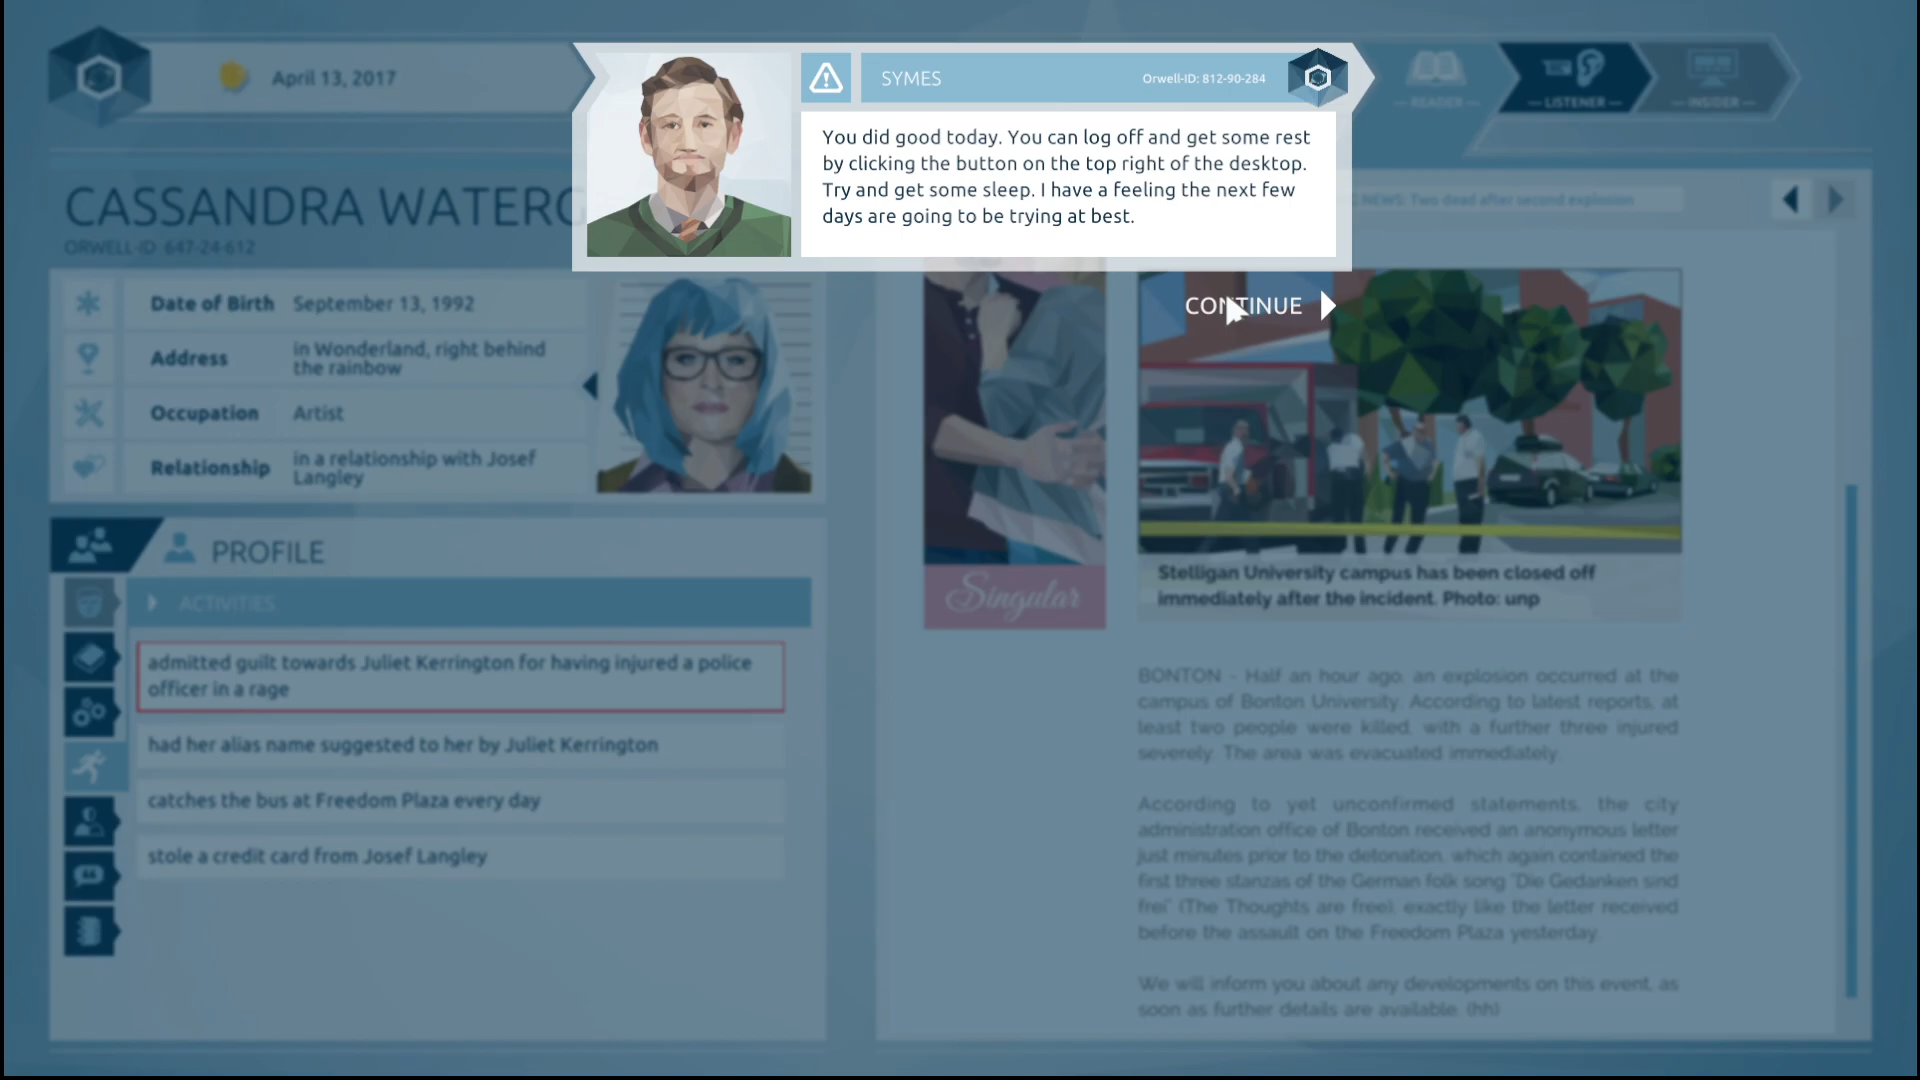 April 13, 2017
SYMES
Orwell-ID: 812-90-284
You did good today. You can log off and get some rest
by clicking the button on the top right of the desktop.
Try and get some sleep. I have a feeling the next few
days are going to be trying at best.
CONTINUE
READER
LISTENER
INSIDER
CASSANDRA WATERG
ORWELL-ID: 647-24-612
Date of Birth September 13, 1992
Address in Wonderland, right behind
the rainbow
Occupation Artist
Relationship in a relationship with Josef
Langley
PROFILE
ACTIVITIES
admitted guilt towards Juliet Kerrington for having injured a police
officer in a rage
had her alias name suggested to her by Juliet Kerrington
catches the bus at Freedom Plaza every day
stole a credit card from Josef Langley
NEWS: Two dead after second explosion
Singular
Stelligan University campus has been closed off
immediately after the incident. Photo: unp
BONTON - Half an hour ago, an explosion occurred at the
campus of Bonton University. According to latest reports, at
least two people were killed, with a further three injured
severely. The area was evacuated immediately.
According to yet unconfirmed statements, the city
administration office of Bonton received an anonymous letter
just minutes prior to the detonation, which again contained the
first three stanzas of the German folk song "Die Gedanken sind
frei" (The Thoughts are free), exactly like the letter received
before the assault on the Freedom Plaza yesterday.
We will inform you about any developments on this event, as
soon as further details are available. (hh)